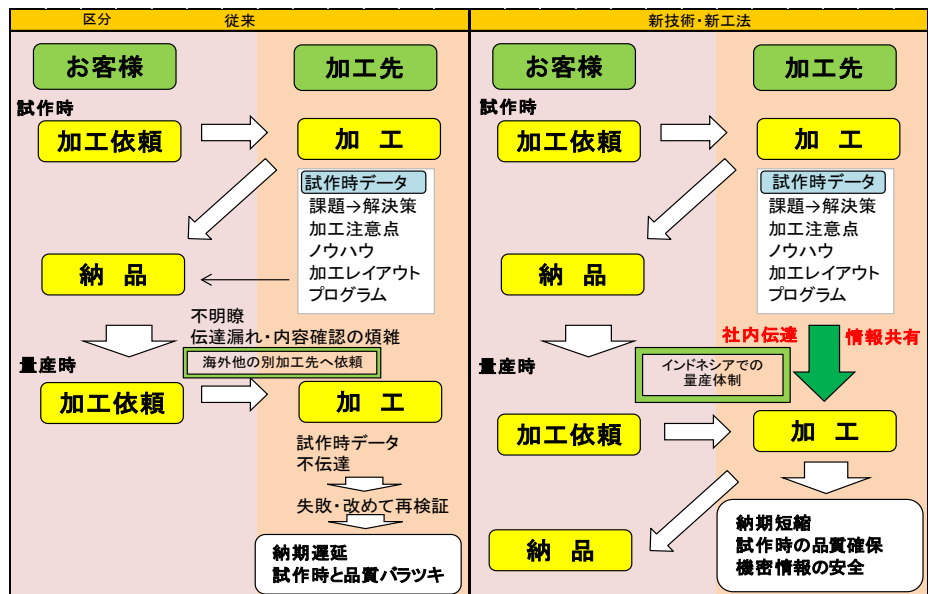 区分
従来
お客様
加工先
試作時
加工依頼
加 工
試作時データ
課題→解決策
加工注意点
ノウハウ
加工レイアウト
プログラム
納 品
不明瞭
伝達漏れ・内容確認の煩雑
海外他の別加工先へ依頼
量産時
加工依頼
加 工
試作時データ
不伝達
失敗・改めて再検証
納期遅延
試作時と品質バラツキ
新技術・新工法
お客様
加工先
試作時
加工依頼
加 工
試作時データ
課題→解決策
加工注意点
ノウハウ
加工レイアウト
プログラム
納 品
社内伝達
情報共有
量産時
インドネシアでの
量産体制
加工依頼
加 工
納 品
納期短縮
試作時の品質確保
機密情報の安全